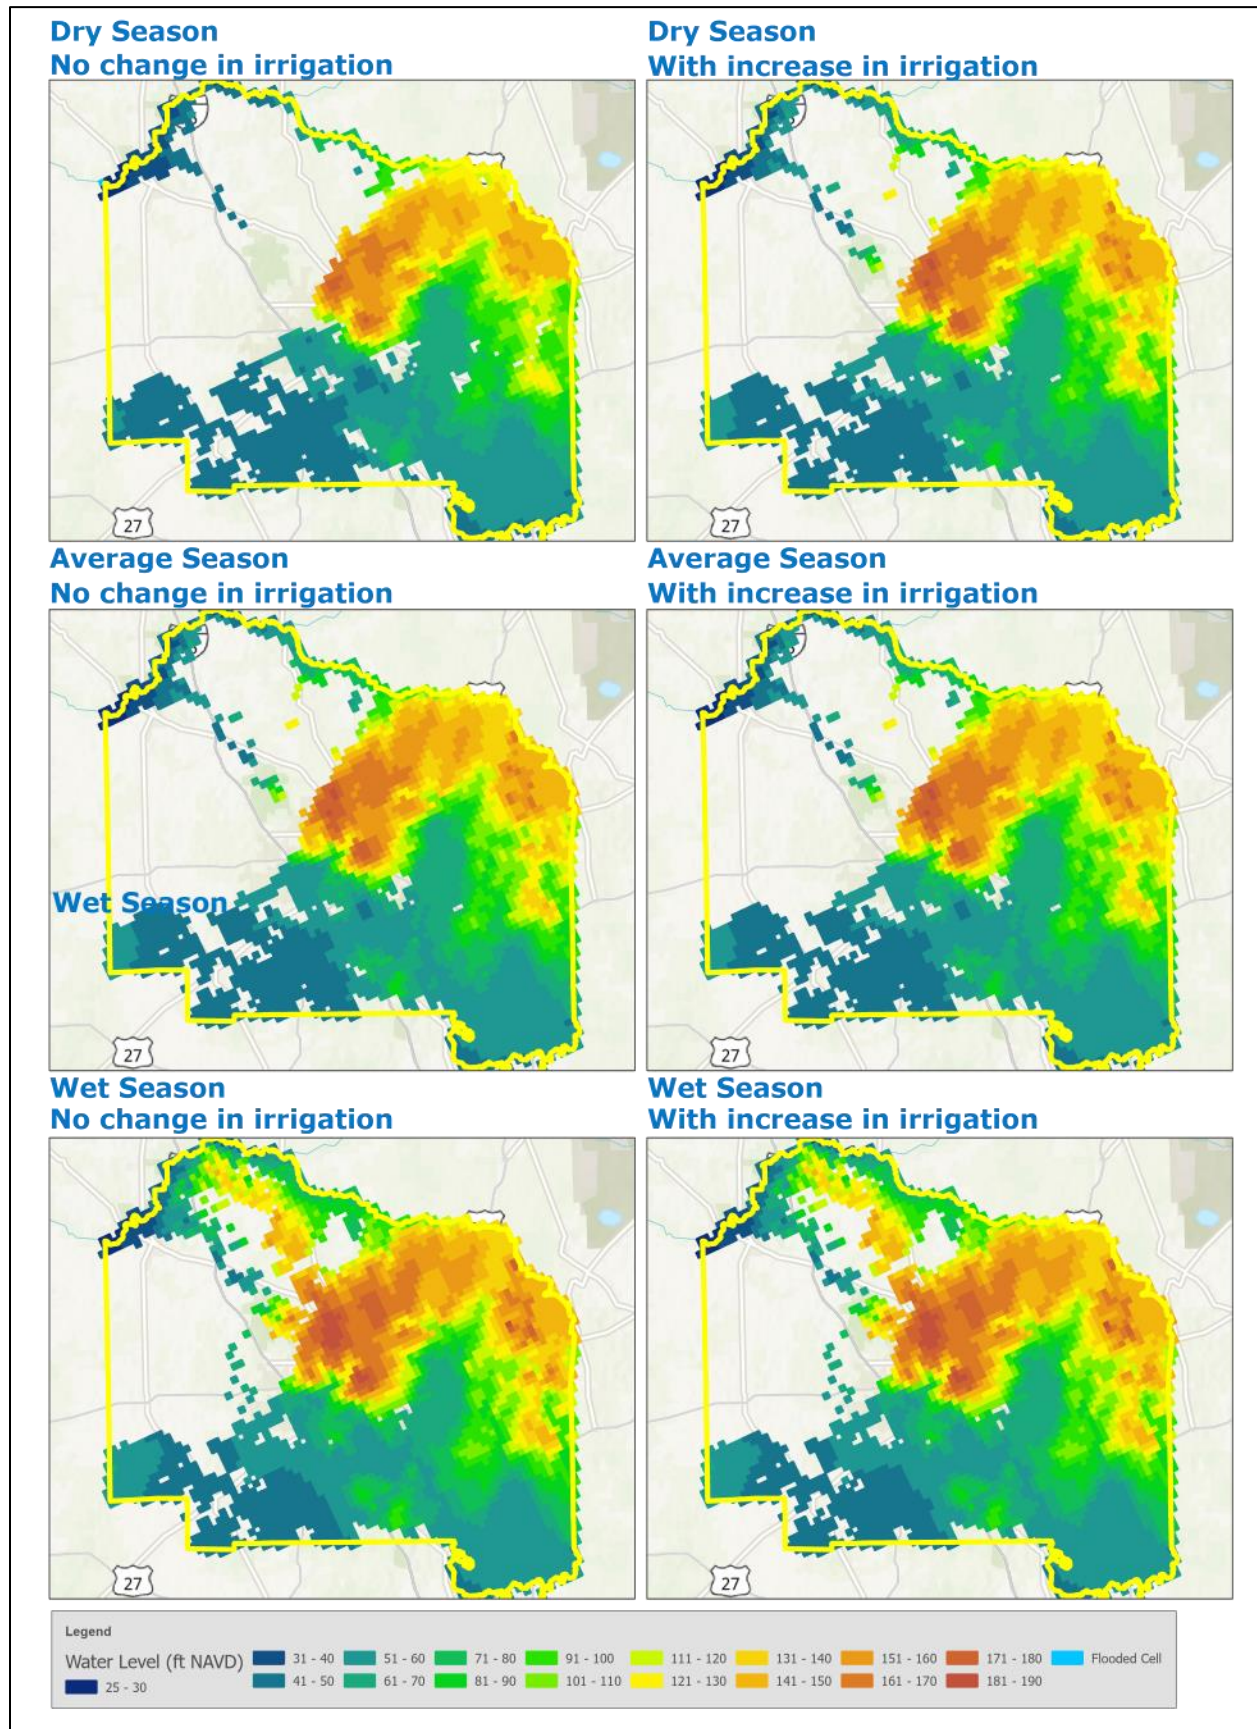 Dry Season
No change in irrigation
Dry Season
With increase in irrigation
27
27
Average Season
No change in irrigation
Average Season
With increase in irrigation
Wet Season
27
27
Wet Season
No change in irrigation
Wet Season
With increase in irrigation
27
27
Legend
Water Level (ft NAVD)
25 - 30
31 - 40
41 - 50
51 - 60
61 - 70
71 - 80
81 - 90
91 - 100
101 - 110
111 - 120
121 - 130
131 - 140
141 - 150
151 - 160
161 - 170
171 - 180
181 - 190
Flooded Cell